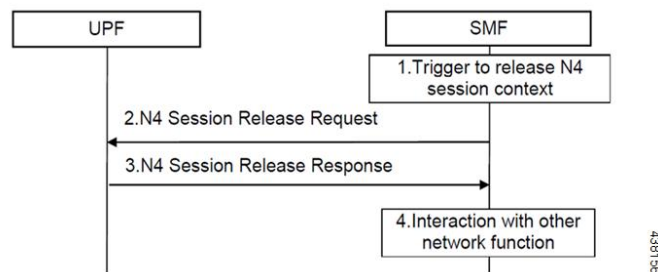 UPF
SMF
1.Trigger to release N4
session context
2.N4 Session Release Request
3.N4 Session Release Response
4.Interaction with other
network function